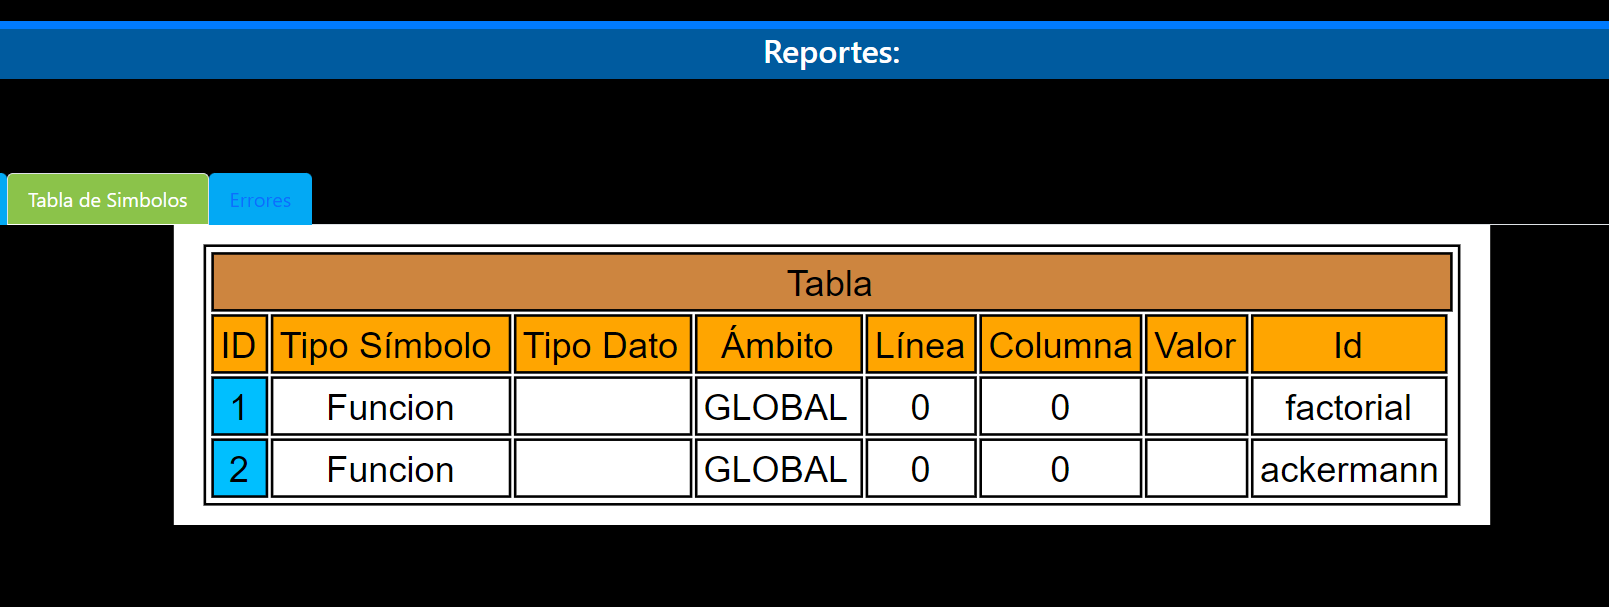 Reportes:
Tabla de Simbolos Errores
Tabla
ID Tipo Símbolo Tipo Dato Ámbito Línea Columna Valor Id
1 Funcion GLOBAL 0 0 factorial
2 Funcion GLOBAL 0 0 ackermann